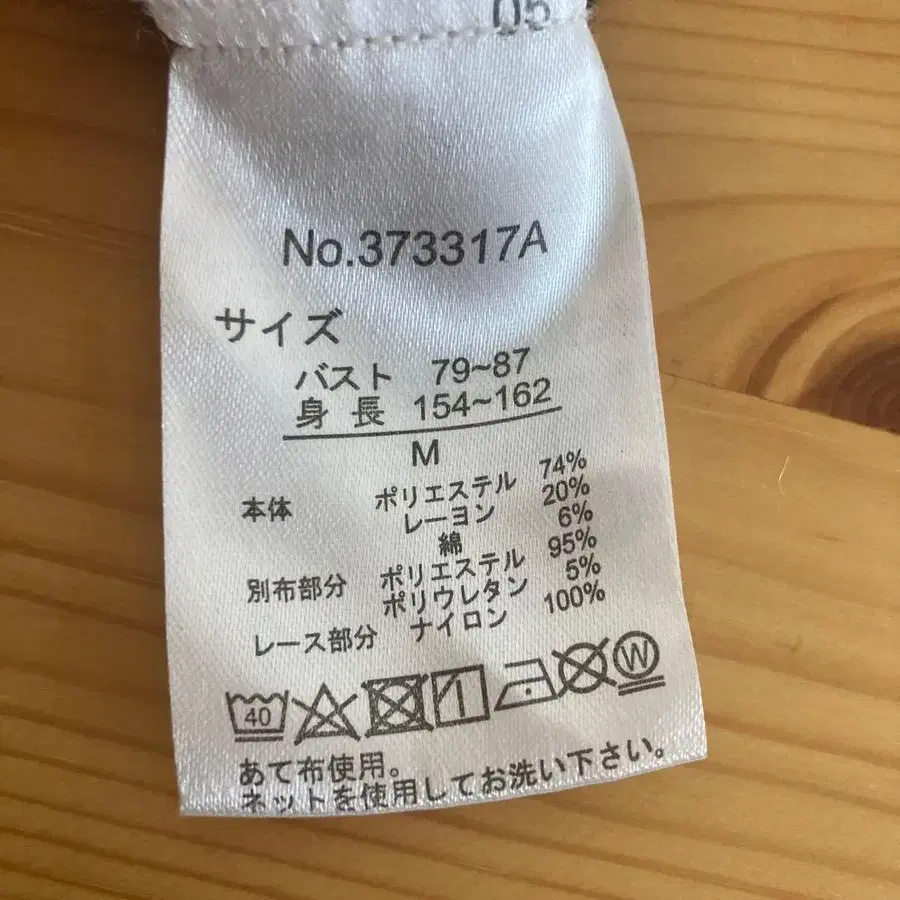 05
No.373317A
サイズ
バスト 79~87
身 長 154~162
M
本体 ポリエステル 74%
レーヨン 20%
綿 6%
別布部分 ポリエステル 95%
ポリウレタン 5%
レース部分 ナイロン 100%
40 W
あて布使用。
ネットを使用してお洗い下さい。